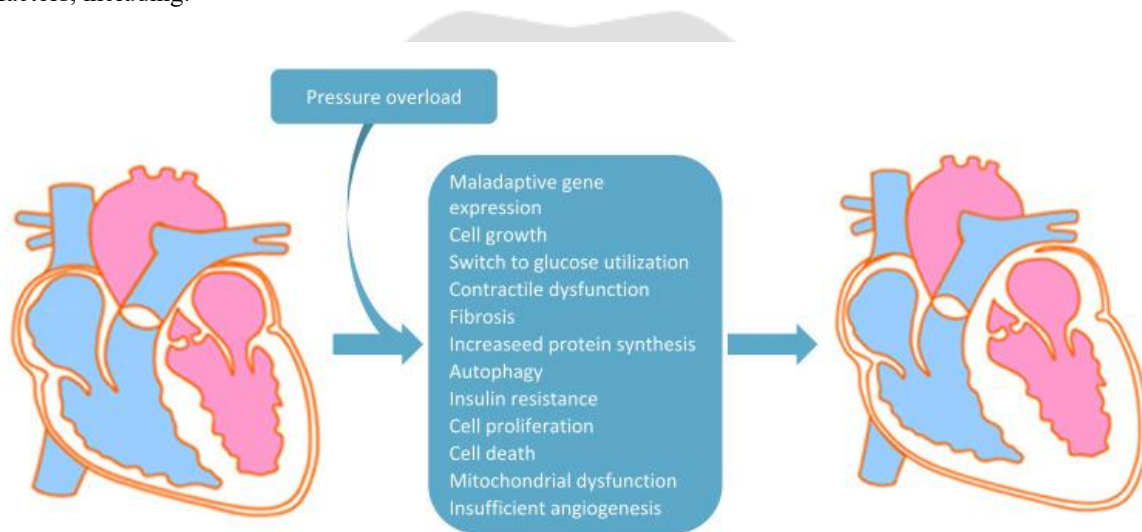 Pressure overload
Maladaptive gene
expression
Cell growth
Switch to glucose utilization
Contractile dysfunction
Fibrosis
Increaseed protein synthesis
Autophagy
Insulin resistance
Cell proliferation
Cell death
Mitochondrial dysfunction
Insufficient angiogenesis